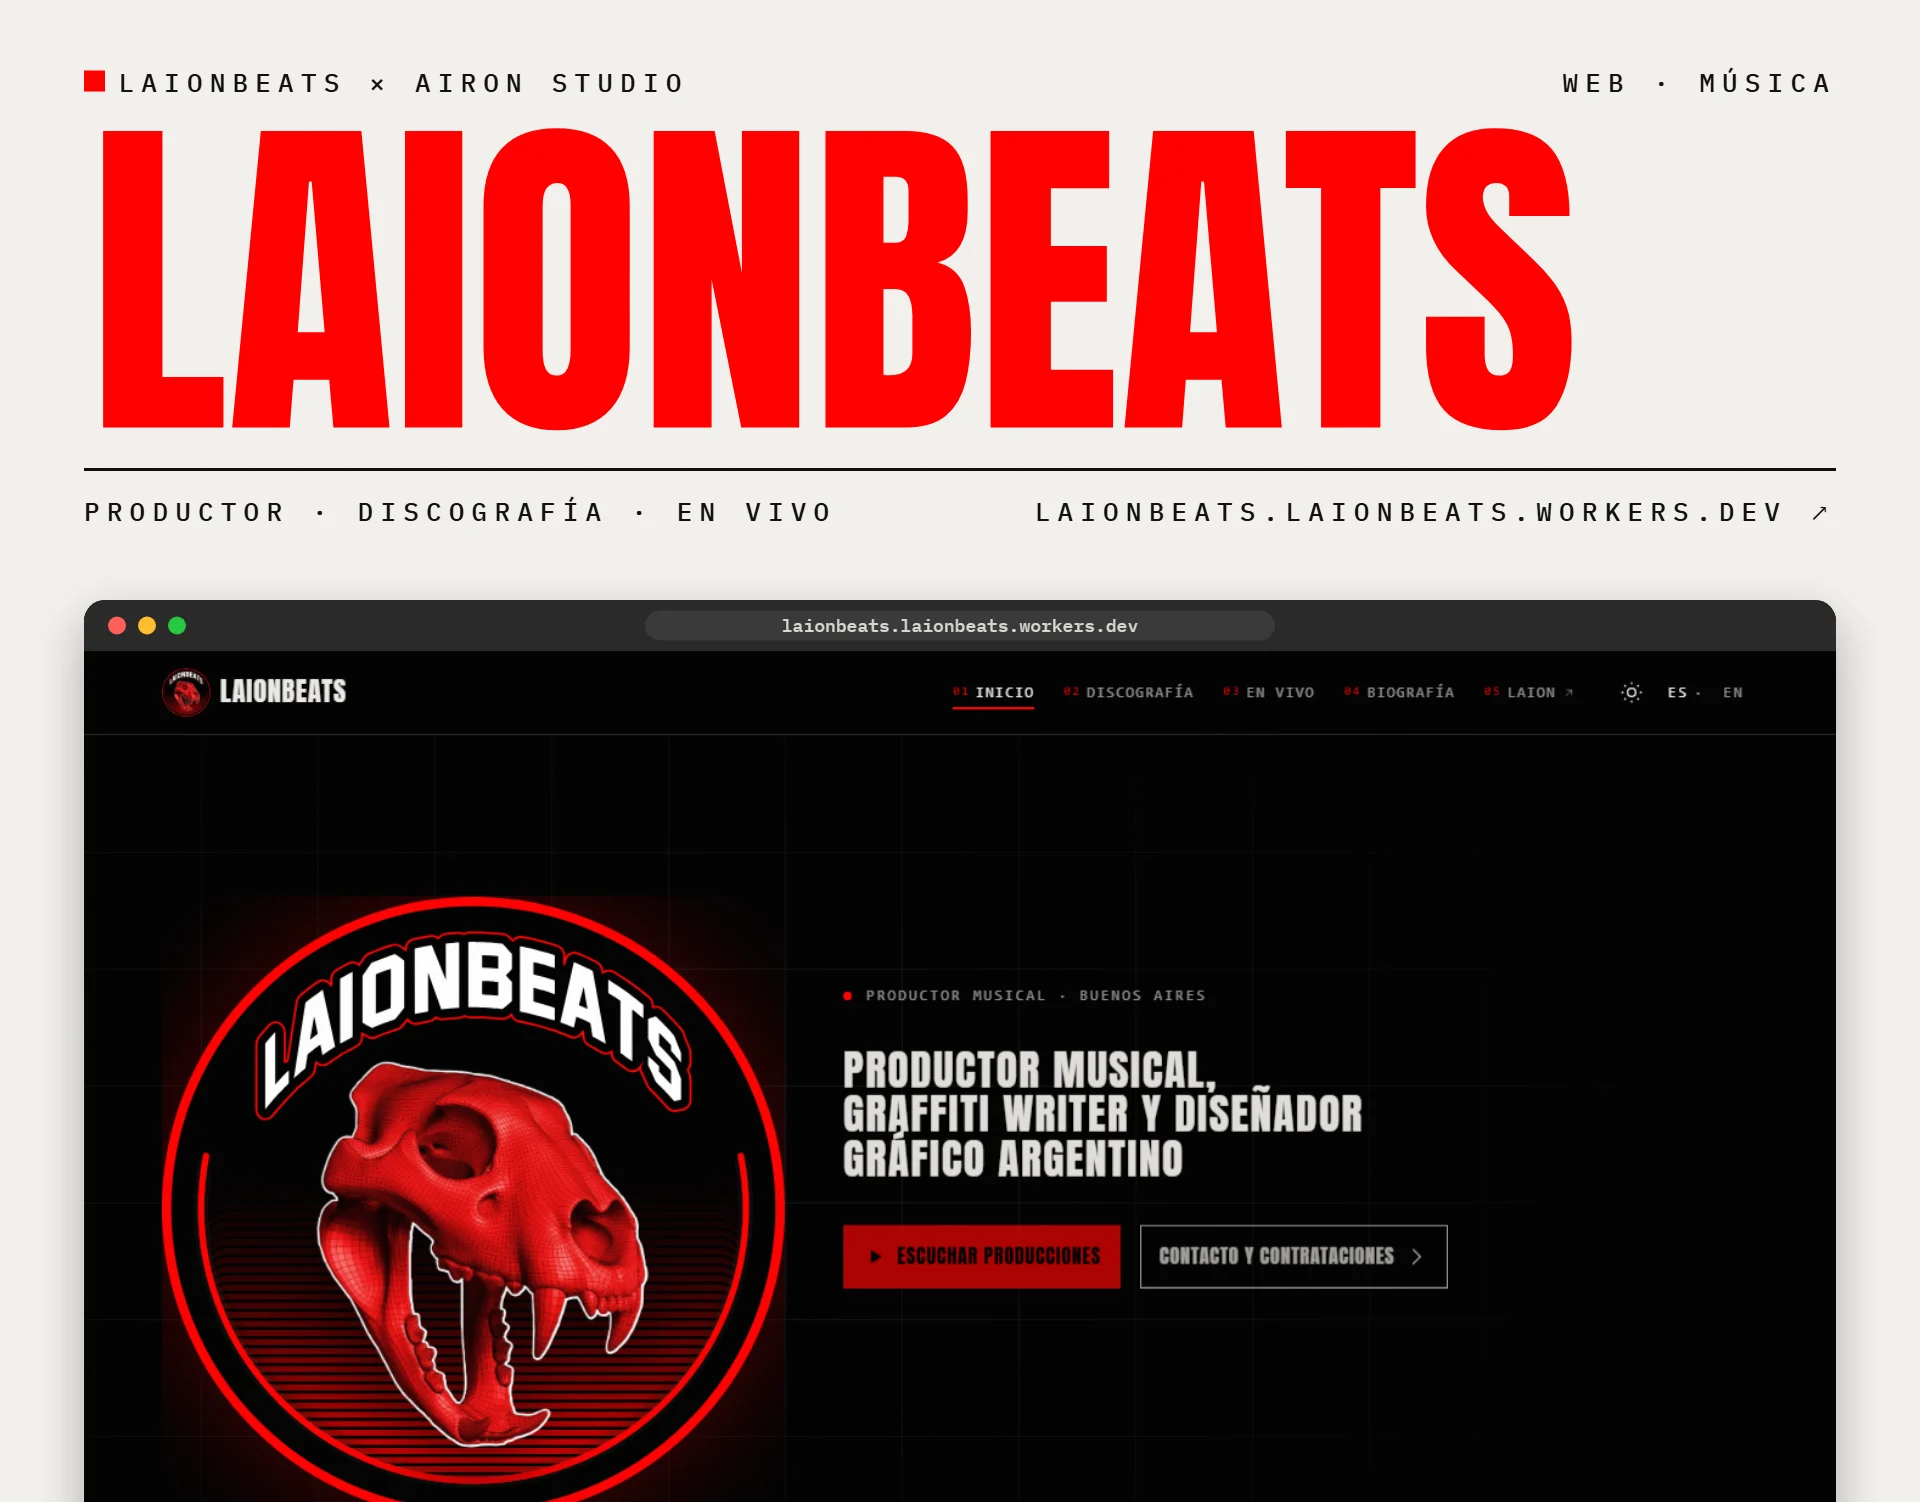 LAIONBEATS × AIRON STUDIO
WEB · MÚSICA
LAIONBEATS
PRODUCTOR · DISCOGRAFÍA · EN VIVO
LAIONBEATS.LAIONBEATS.WORKERS.DEV ↗
laionbeats.laionbeats.workers.dev
LAIONBEATS
LAIONBEATS
01 INICIO
02 DISCOGRAFÍA
03 EN VIVO
04 BIOGRAFÍA
05 LAION ↗
ES · EN
LAIONBEATS
PRODUCTOR MUSICAL · BUENOS AIRES
PRODUCTOR MUSICAL,
GRAFFITI WRITER Y DISEÑADOR
GRÁFICO ARGENTINO
ESCUCHAR PRODUCCIONES
CONTACTO Y CONTRATACIONES